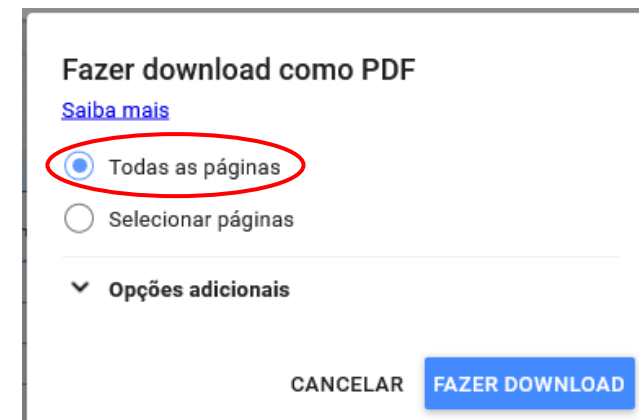 Fazer download como PDF
Saiba mais
Todas as páginas
Selecionar páginas
Opções adicionais
CANCELAR FAZER DOWNLOAD